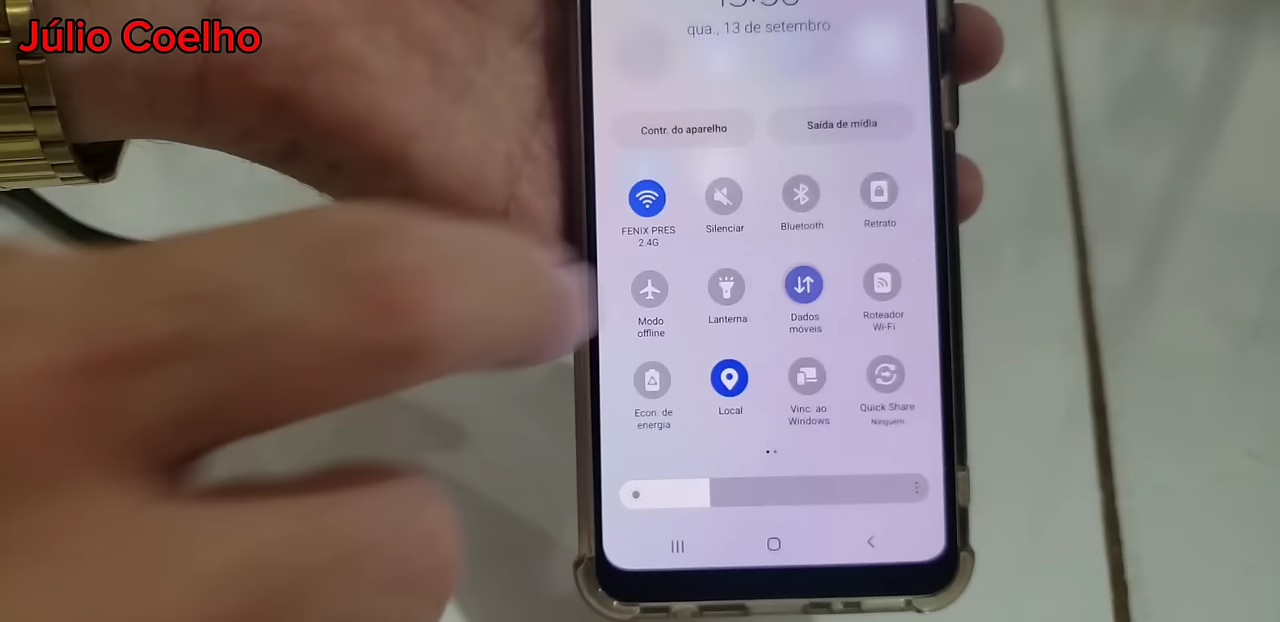 Júlio Coelho
qua., 13 de setembro
Contr. do aparelho
Saída de mídia
FENIX PRES
2.4G
Silenciar
Bluetooth
Retrato
Modo
offline
Lanterna
Dados
móveis
Roteador
Wi-Fi
Econ. de
energia
Local
Vinc. ao
Windows
Quick Share
Ninguém